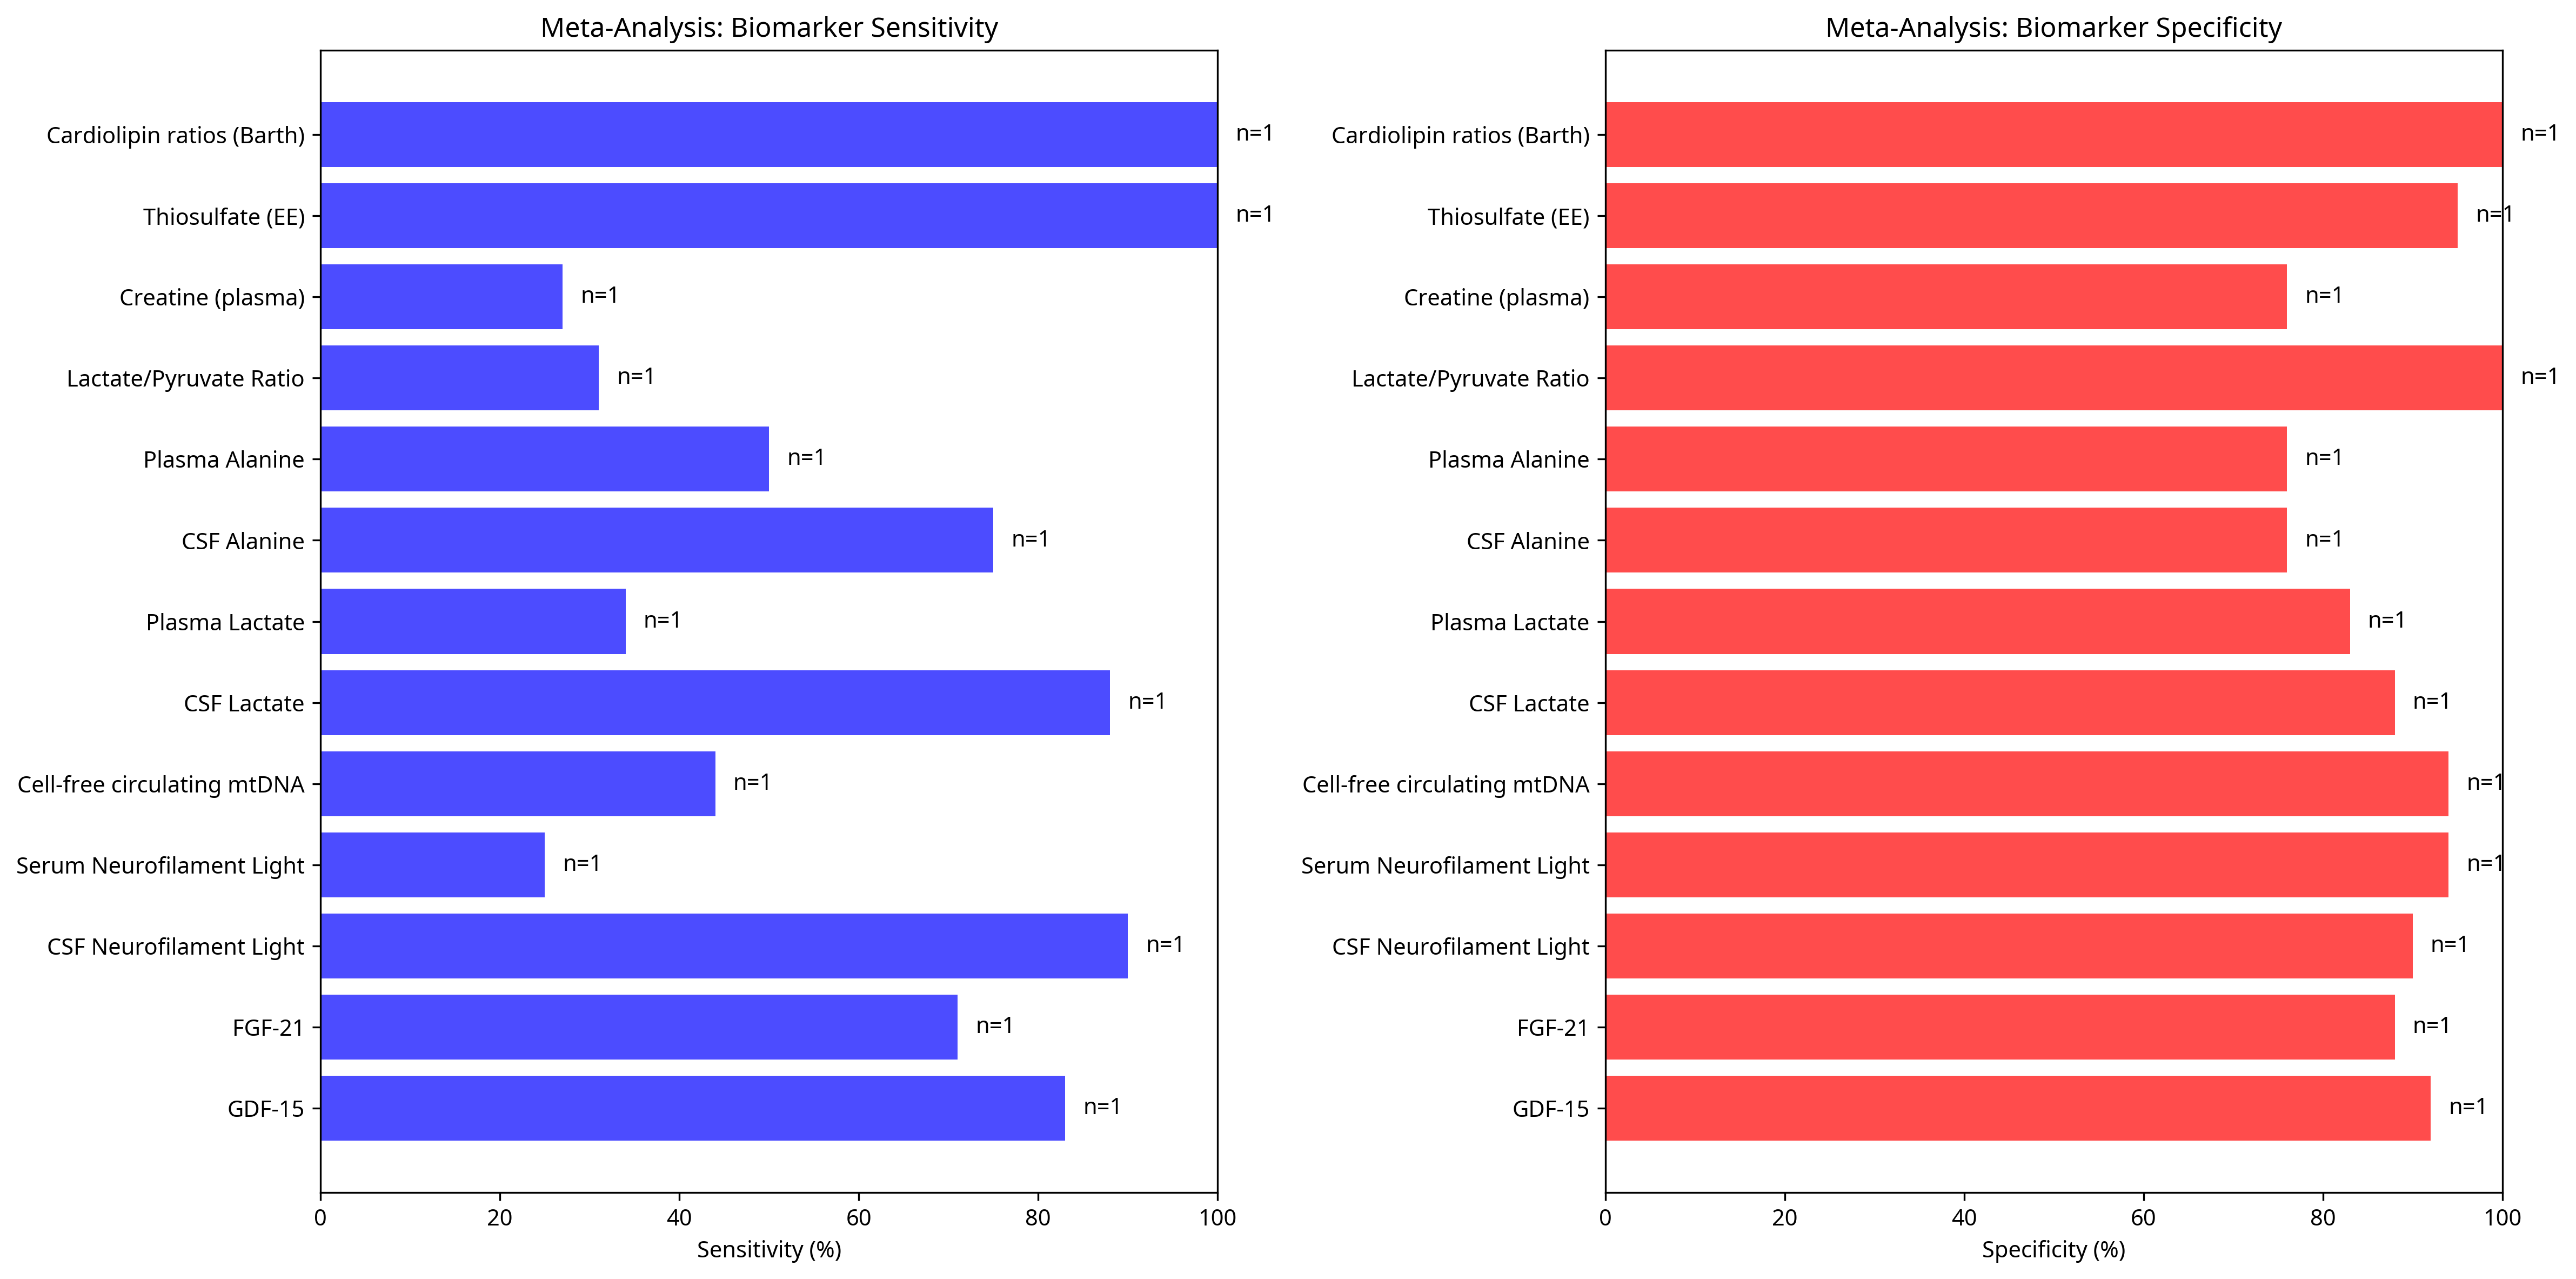 Meta-Analysis: Biomarker Sensitivity
Cardiolipin ratios (Barth)
n=1
Thiosulfate (EE)
n=1
Creatine (plasma)
n=1
Lactate/Pyruvate Ratio
n=1
Plasma Alanine
n=1
CSF Alanine
n=1
Plasma Lactate
n=1
CSF Lactate
n=1
Cell-free circulating mtDNA
n=1
Serum Neurofilament Light
n=1
CSF Neurofilament Light
n=1
FGF-21
n=1
GDF-15
n=1
0 20 40 60 80 100
Sensitivity (%)
Meta-Analysis: Biomarker Specificity
Cardiolipin ratios (Barth)
n=1
Thiosulfate (EE)
n=1
Creatine (plasma)
n=1
Lactate/Pyruvate Ratio
n=1
Plasma Alanine
n=1
CSF Alanine
n=1
Plasma Lactate
n=1
CSF Lactate
n=1
Cell-free circulating mtDNA
n=1
Serum Neurofilament Light
n=1
CSF Neurofilament Light
n=1
FGF-21
n=1
GDF-15
n=1
0 20 40 60 80 100
Specificity (%)